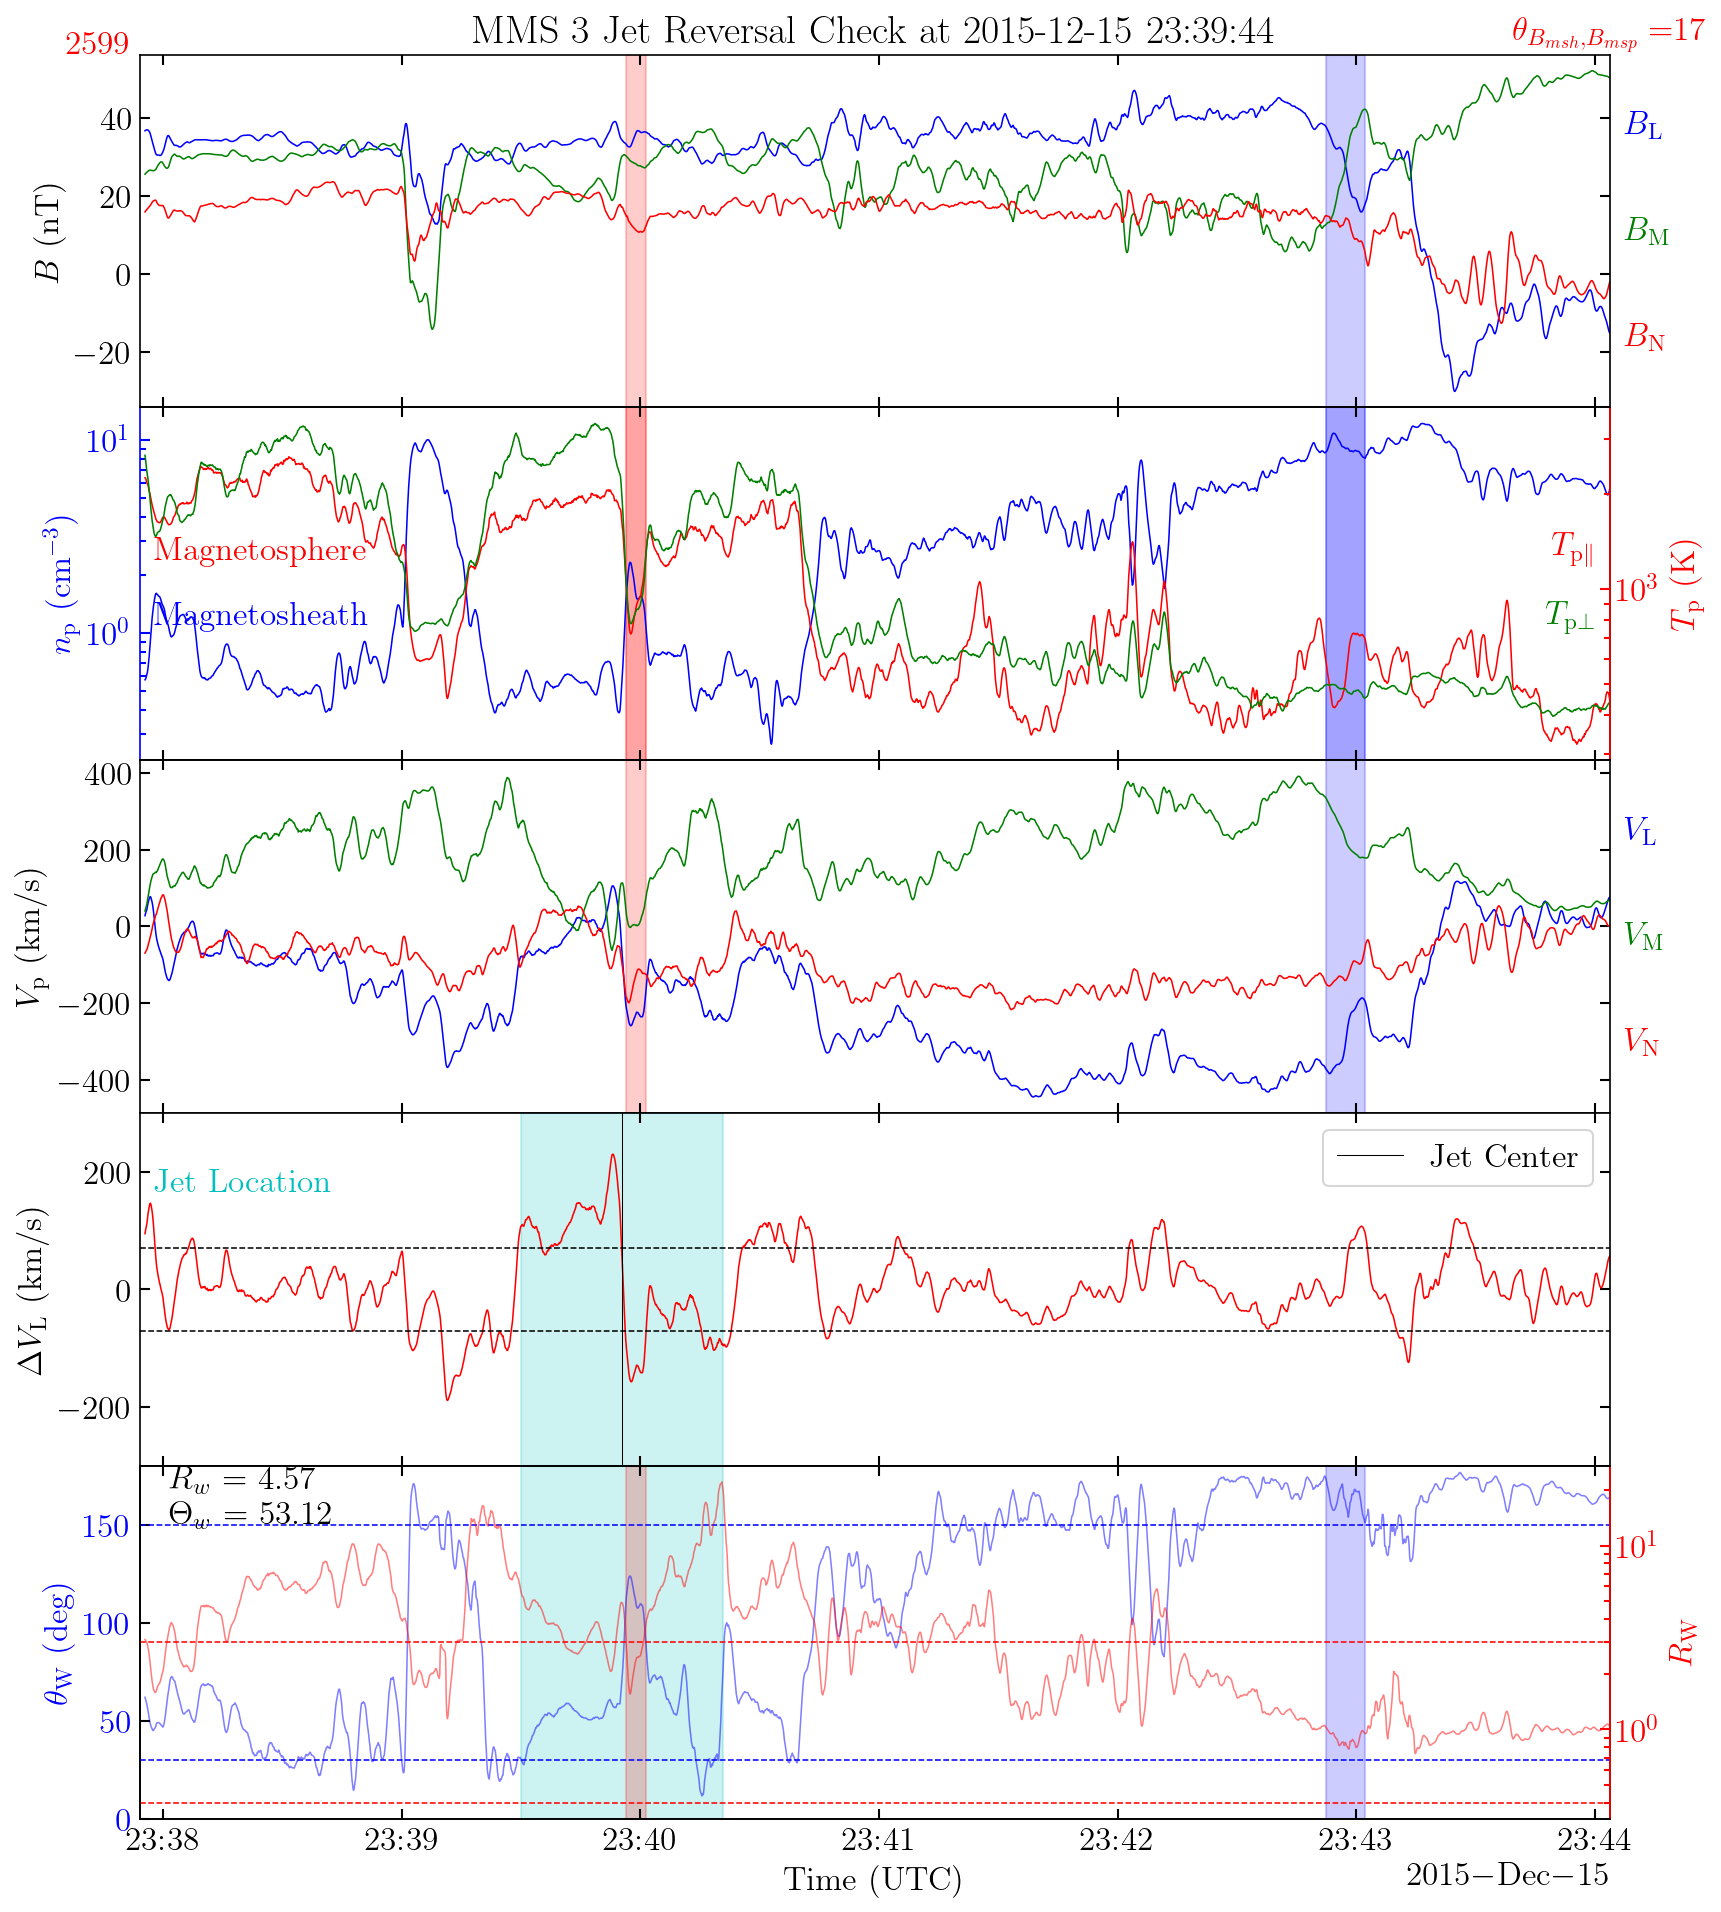 MMS 3 Jet Reversal Check at 2015-12-15 23:39:44
2599
θ_{B_{msh},B_{msp}} =17
40
20
0
−20
B (nT)
B_L
B_M
B_N
10^1
10^0
n_p (cm^{−3})
Magnetosphere
Magnetosheath
T_{p∥}
T_{p⊥}
10^3
T_p (K)
400
200
0
−200
−400
V_p (km/s)
V_L
V_M
V_N
200
0
−200
ΔV_L (km/s)
Jet Location
Jet Center
R_w = 4.57
Θ_w = 53.12
150
100
50
0
θ_W (deg)
10^1
10^0
R_W
23:38 23:39 23:40 23:41 23:42 23:43 23:44
Time (UTC)
2015−Dec−15